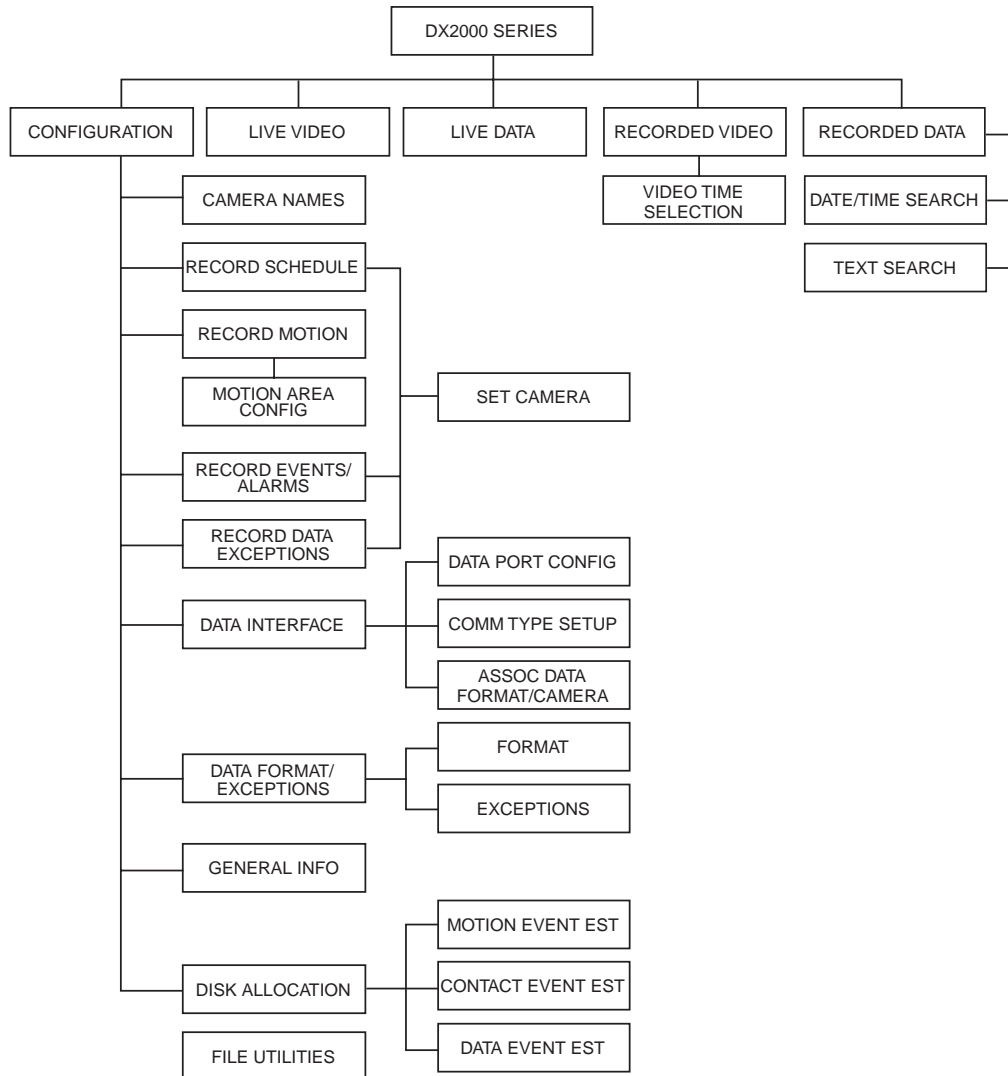 DX2000 SERIES
CONFIGURATION
LIVE VIDEO
LIVE DATA
RECORDED VIDEO
RECORDED DATA
CAMERA NAMES
VIDEO TIME
SELECTION
DATE/TIME SEARCH
RECORD SCHEDULE
TEXT SEARCH
RECORD MOTION
MOTION AREA
CONFIG
SET CAMERA
RECORD EVENTS/
ALARMS
RECORD DATA
EXCEPTIONS
DATA PORT CONFIG
DATA INTERFACE
COMM TYPE SETUP
ASSOC DATA
FORMAT/CAMERA
FORMAT
DATA FORMAT/
EXCEPTIONS
EXCEPTIONS
GENERAL INFO
MOTION EVENT EST
DISK ALLOCATION
CONTACT EVENT EST
DATA EVENT EST
FILE UTILITIES